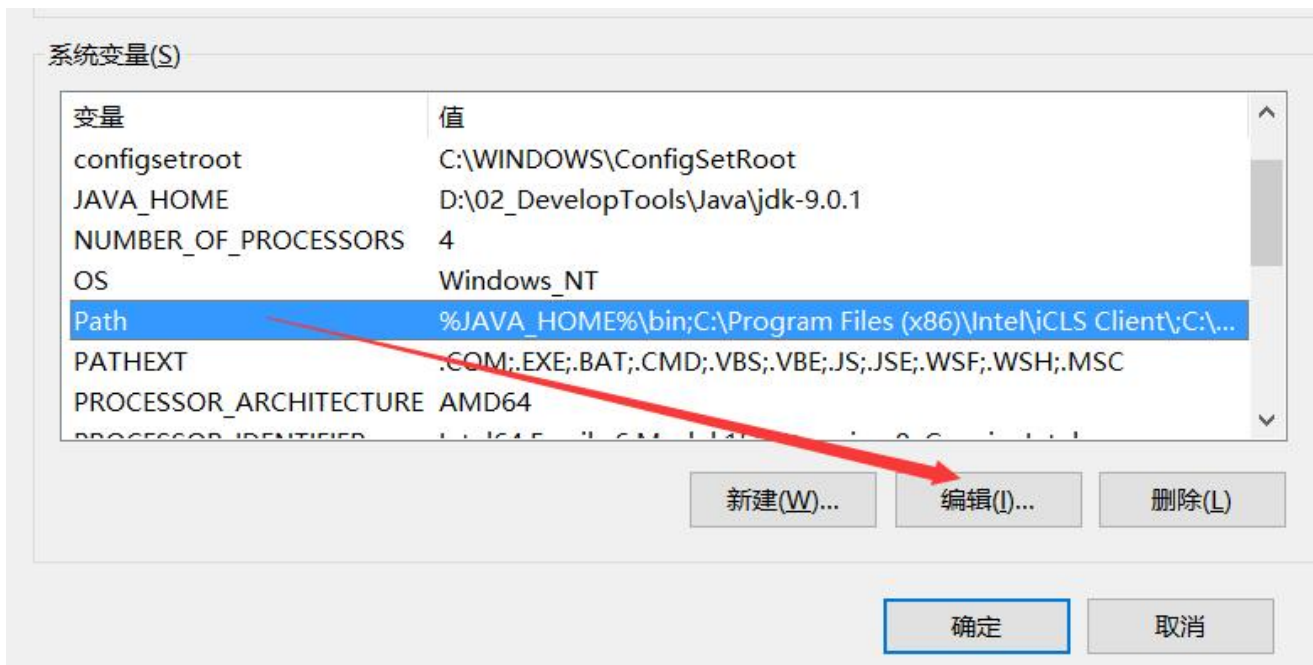 系统变量(S)
变量 值
configsetroot C:\WINDOWS\ConfigSetRoot
JAVA_HOME D:\02_DevelopTools\Java\jdk-9.0.1
NUMBER_OF_PROCESSORS 4
OS Windows_NT
Path %JAVA_HOME%\bin;C:\Program Files (x86)\Intel\iCLS Client\;C:\...
PATHEXT .COM;.EXE;.BAT;.CMD;.VBS;.VBE;.JS;.JSE;.WSF;.WSH;.MSC
PROCESSOR_ARCHITECTURE AMD64
新建(W)... 编辑(I)... 删除(L)
确定 取消